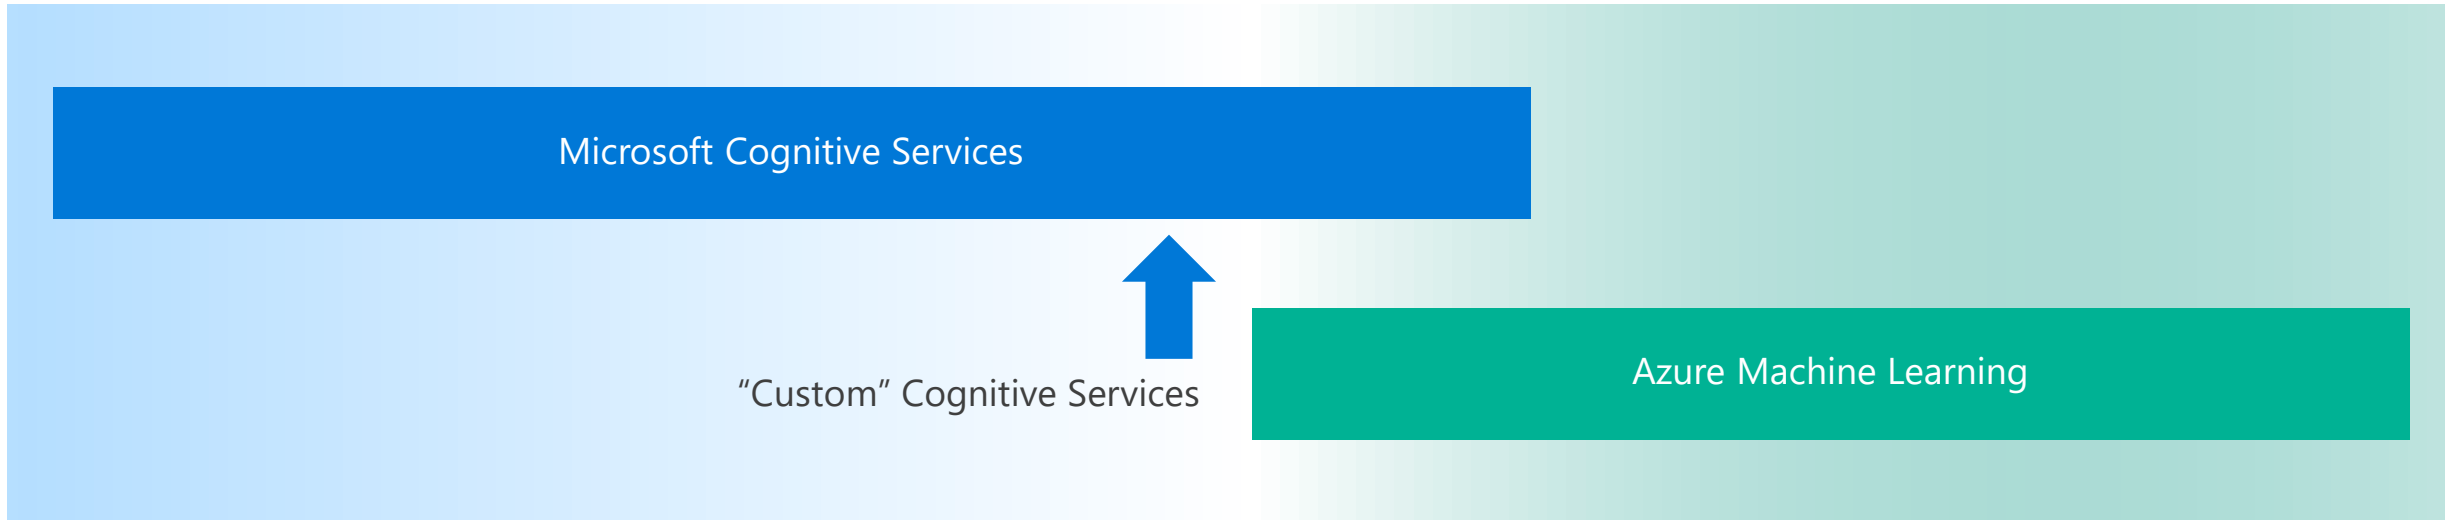 Microsoft Cognitive Services
Azure Machine Learning
“Custom” Cognitive Services